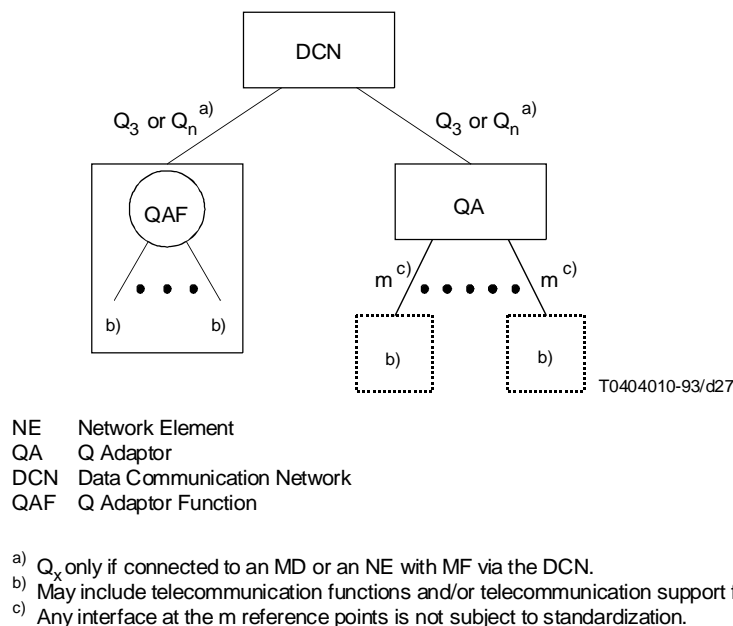 DCN
Q3 or Qn a)
Q3 or Qn a)
QAF
QA
b) b)
m c) m c)
b) b)
T0404010-93/d27
NE Network Element
QA Q Adaptor
DCN Data Communication Network
QAF Q Adaptor Function
a) Qx only if connected to an MD or an NE with MF via the DCN.
b) May include telecommunication functions and/or telecommunication support
c) Any interface at the m reference points is not subject to standardization.